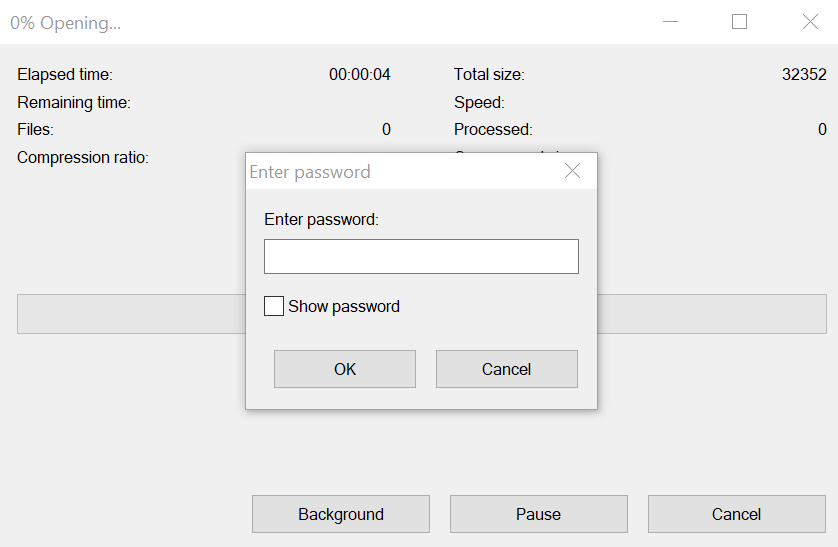 0% Opening...
Elapsed time: 00:00:04 Total size: 32352
Remaining time: Speed:
Files: 0 Processed: 0
Compression ratio:
Enter password
Enter password:
Show password
OK Cancel
Background Pause Cancel